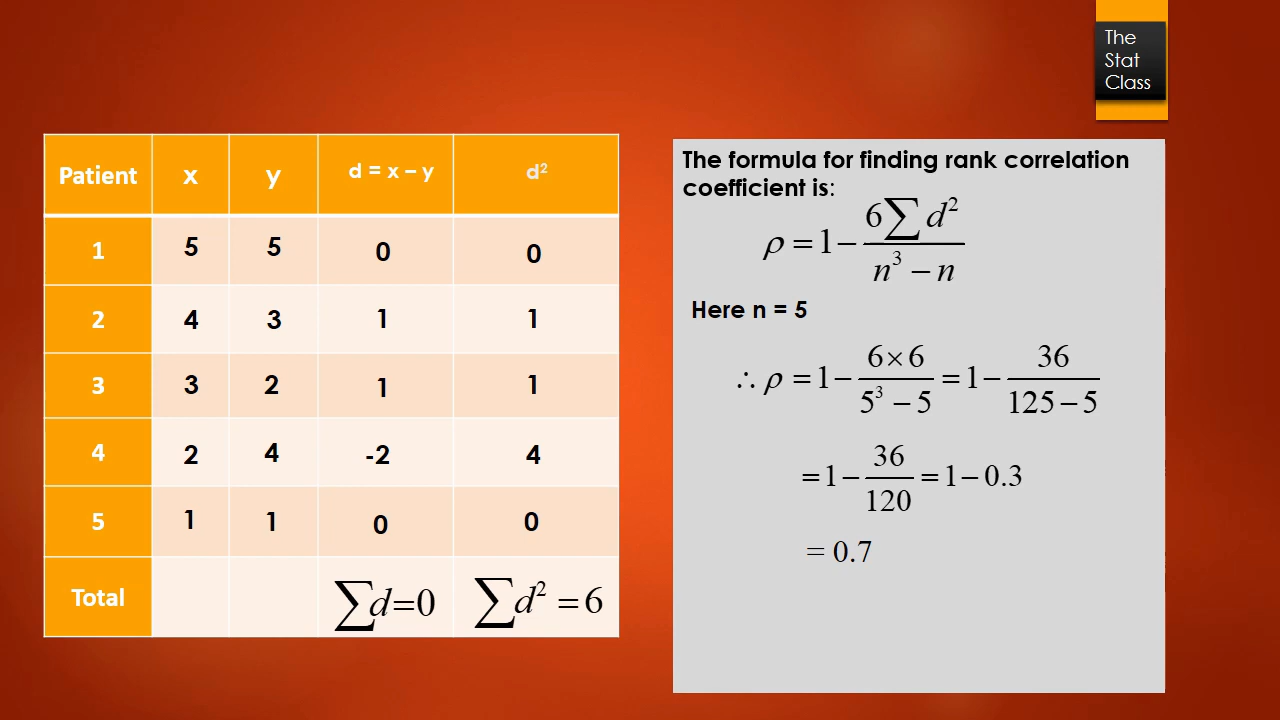 The
Stat
Class
Patient x y d = x – y d²
1 5 5 0 0
2 4 3 1 1
3 3 2 1 1
4 2 4 -2 4
5 1 1 0 0
Total ∑d=0 ∑d² = 6
The formula for finding rank correlation
coefficient is:
ρ = 1 − 6∑d² / n³ − n
Here n = 5
∴ ρ = 1 − 6×6 / 5³ − 5 = 1 − 36 / 125 − 5
= 1 − 36 / 120 = 1 − 0.3
= 0.7